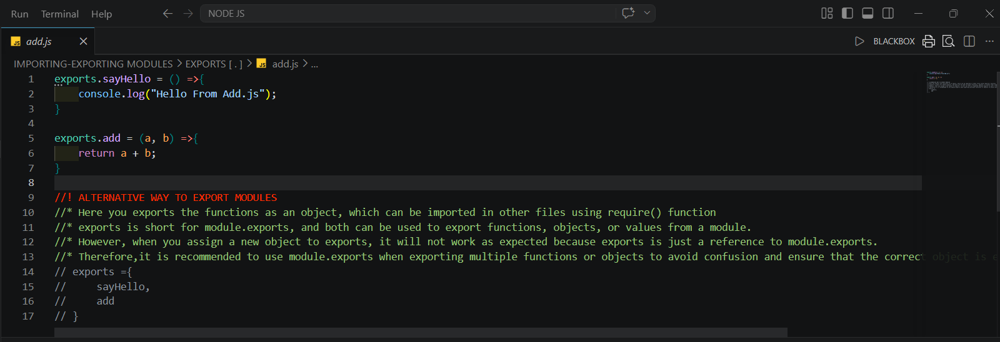 Run Terminal Help NODE JS
add.js
BLACKBOX
IMPORTING-EXPORTING MODULES > EXPORTS [ . ] > JS add.js > ...
1 exports.sayHello = () =>{
2 console.log("Hello From Add.js");
3 }
4
5 exports.add = (a, b) =>{
6 return a + b;
7 }
8
9 //! ALTERNATIVE WAY TO EXPORT MODULES
10 //* Here you exports the functions as an object, which can be imported in other files using require() function
11 //* exports is short for module.exports, and both can be used to export functions, objects, or values from a module.
12 //* However, when you assign a new object to exports, it will not work as expected because exports is just a reference to module.exports.
13 //* Therefore,it is recommended to use module.exports when exporting multiple functions or objects to avoid confusion and ensure that the correct object is
14 // exports ={
15 //     sayHello,
16 //     add
17 // }